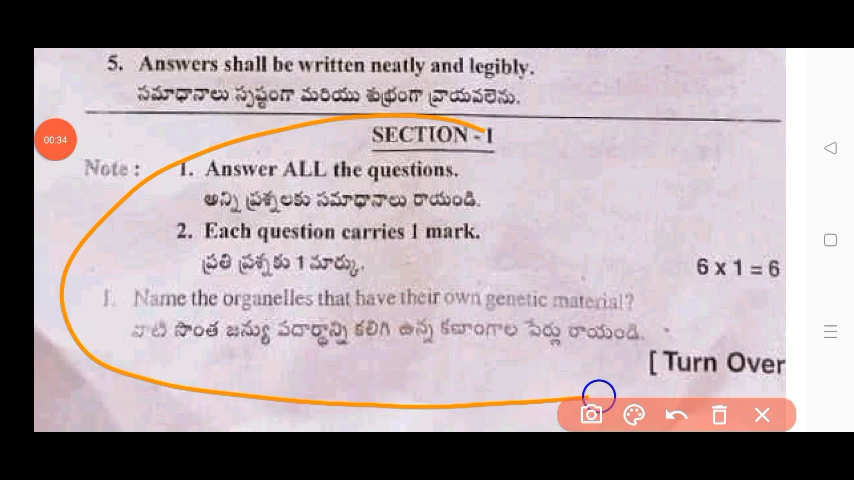 5. Answers shall be written neatly and legibly.
సమాధానాలు స్పష్టంగా మరియు శుభ్రంగా వ్రాయవలెను.
SECTION - I
00:34
Note : 1. Answer ALL the questions.
అన్ని ప్రశ్నలకు సమాధానాలు రాయండి.
2. Each question carries 1 mark.
ప్రతి ప్రశ్నకు 1 మార్కు.
6 x 1 = 6
1. Name the organelles that have their own genetic material?
వాటి సొంత జన్యు పదార్థాన్ని కలిగి ఉన్న కణాంగాల పేర్లు రాయండి.
[ Turn Over